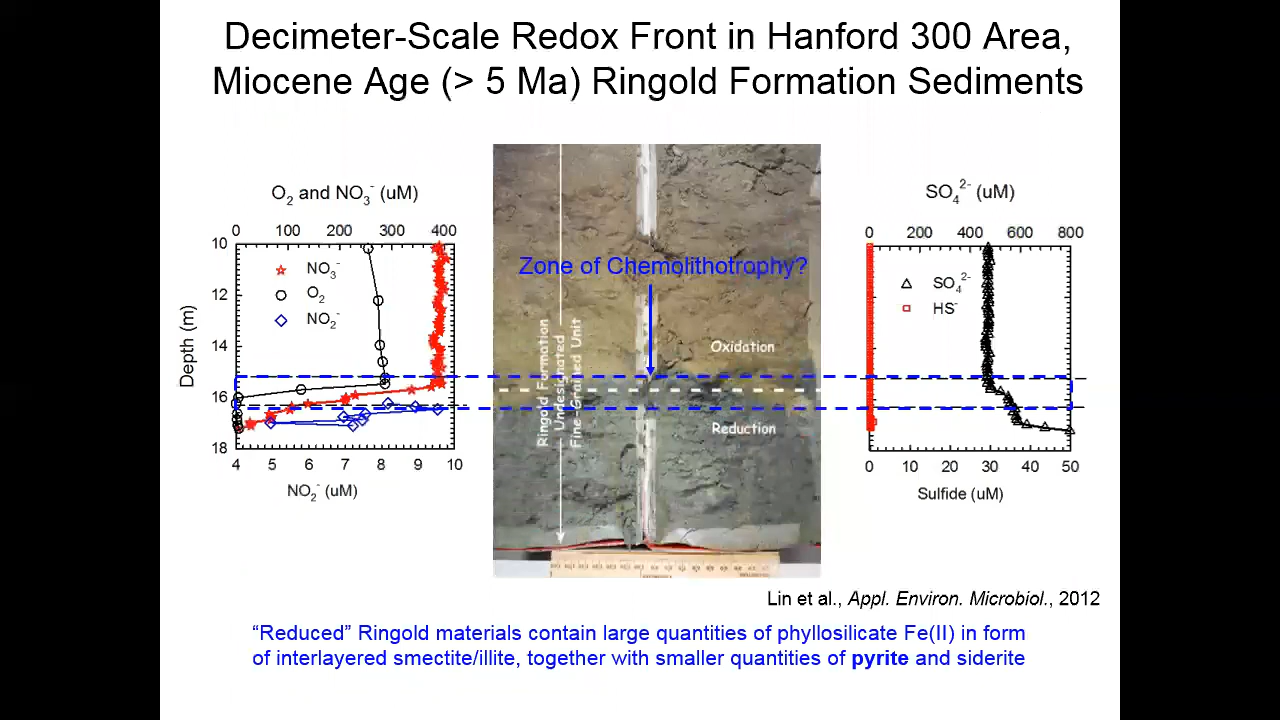 Decimeter-Scale Redox Front in Hanford 300 Area,
Miocene Age (> 5 Ma) Ringold Formation Sediments
O₂ and NO₃⁻ (uM)
0 100 200 300 400
10
12
14
16
18
Depth (m)
NO₃⁻
O₂
NO₂⁻
4 5 6 7 8 9 10
NO₂⁻ (uM)
Zone of Chemolithotrophy?
Ringold Formation
Undesignated
Fine-Grained Unit
Oxidation
Reduction
SO₄²⁻ (uM)
0 200 400 600 800
SO₄²⁻
HS⁻
0 10 20 30 40 50
Sulfide (uM)
Lin et al., Appl. Environ. Microbiol., 2012
“Reduced” Ringold materials contain large quantities of phyllosilicate Fe(II) in form
of interlayered smectite/illite, together with smaller quantities of pyrite and siderite